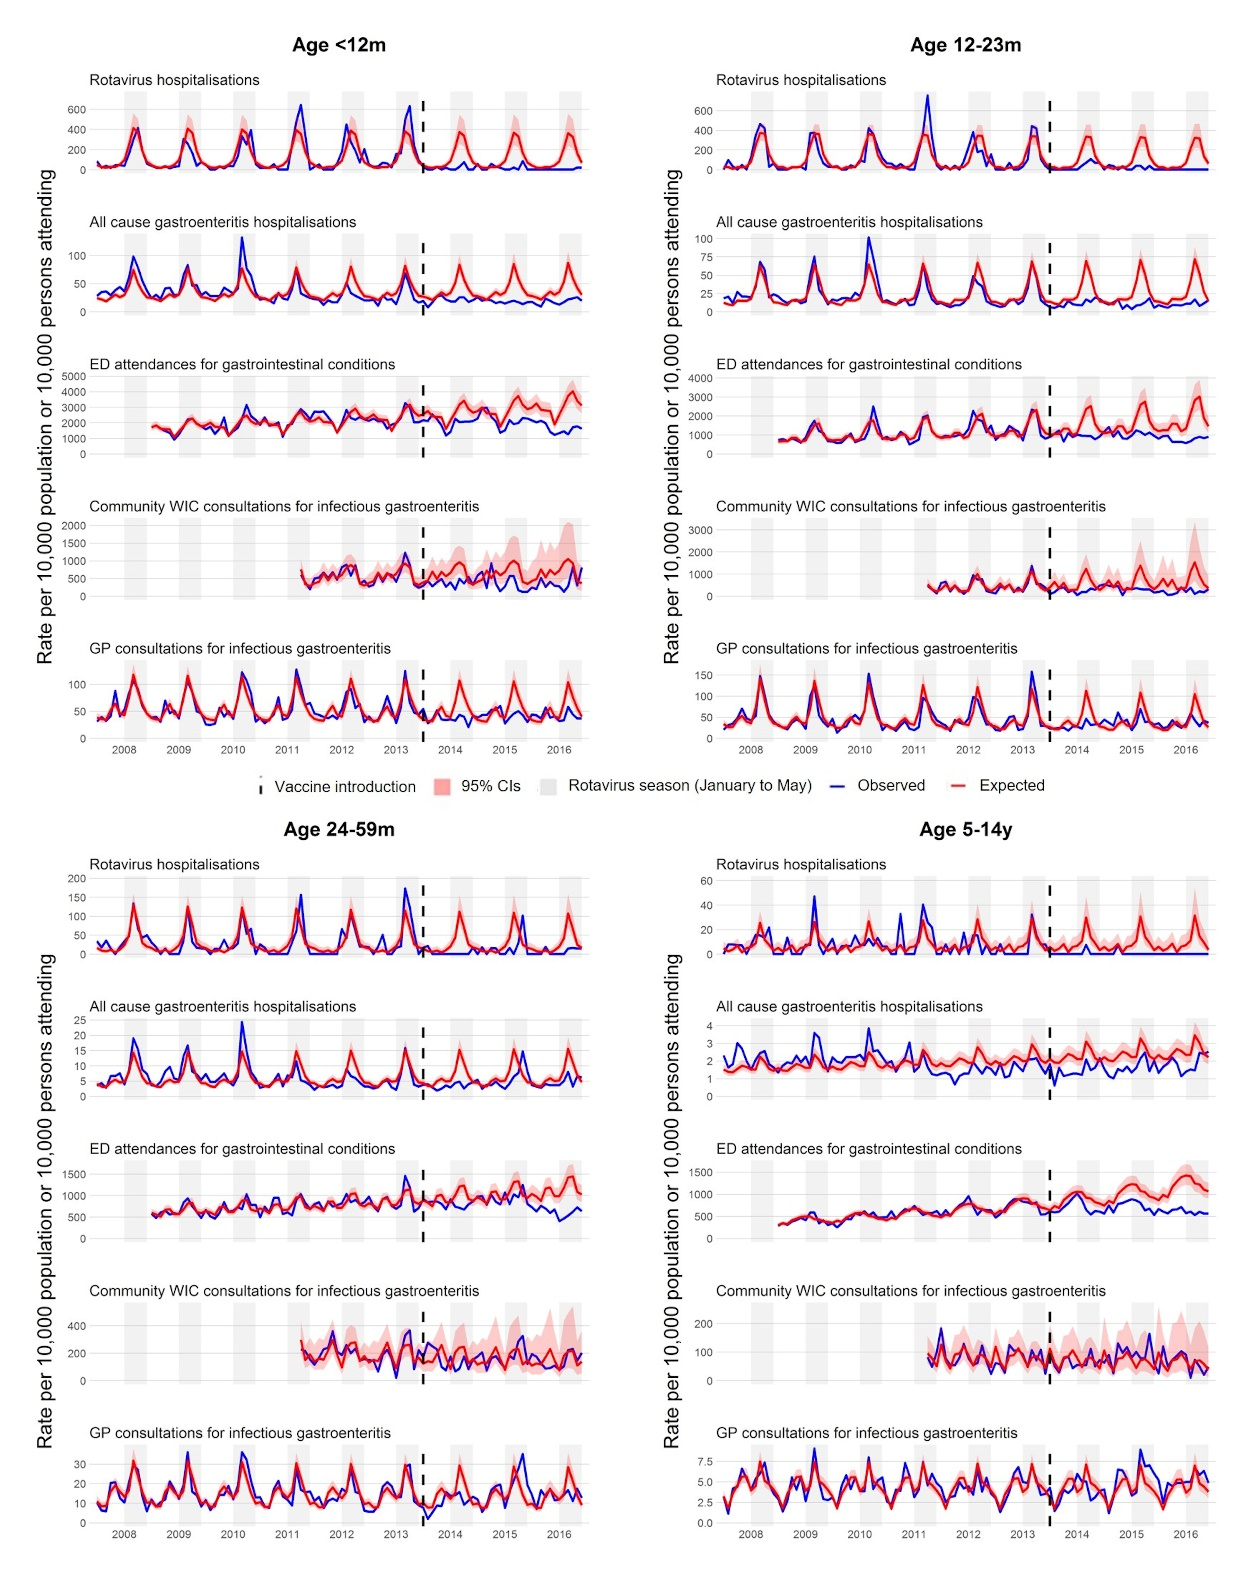 Age <12m
Rate per 10,000 population or 10,000 persons attending
Rotavirus hospitalisations
600
400
200
0
All cause gastroenteritis hospitalisations
100
50
0
ED attendances for gastrointestinal conditions
5000
4000
3000
2000
1000
0
Community WIC consultations for infectious gastroenteritis
2000
1500
1000
500
0
GP consultations for infectious gastroenteritis
100
50
0
2008 2009 2010 2011 2012 2013 2014 2015 2016
Age 12-23m
Rate per 10,000 population or 10,000 persons attending
Rotavirus hospitalisations
600
400
200
0
All cause gastroenteritis hospitalisations
100
75
50
25
0
ED attendances for gastrointestinal conditions
4000
3000
2000
1000
0
Community WIC consultations for infectious gastroenteritis
3000
2000
1000
0
GP consultations for infectious gastroenteritis
150
100
50
0
2008 2009 2010 2011 2012 2013 2014 2015 2016
Vaccine introduction 95% CIs Rotavirus season (January to May) Observed Expected
Age 24-59m
Rate per 10,000 population or 10,000 persons attending
Rotavirus hospitalisations
200
150
100
50
0
All cause gastroenteritis hospitalisations
25
20
15
10
5
0
ED attendances for gastrointestinal conditions
1500
1000
500
0
Community WIC consultations for infectious gastroenteritis
400
200
0
GP consultations for infectious gastroenteritis
30
20
10
0
2008 2009 2010 2011 2012 2013 2014 2015 2016
Age 5-14y
Rate per 10,000 population or 10,000 persons attending
Rotavirus hospitalisations
60
40
20
0
All cause gastroenteritis hospitalisations
4
3
2
1
0
ED attendances for gastrointestinal conditions
1500
1000
500
0
Community WIC consultations for infectious gastroenteritis
200
100
0
GP consultations for infectious gastroenteritis
7.5
5.0
2.5
0.0
2008 2009 2010 2011 2012 2013 2014 2015 2016